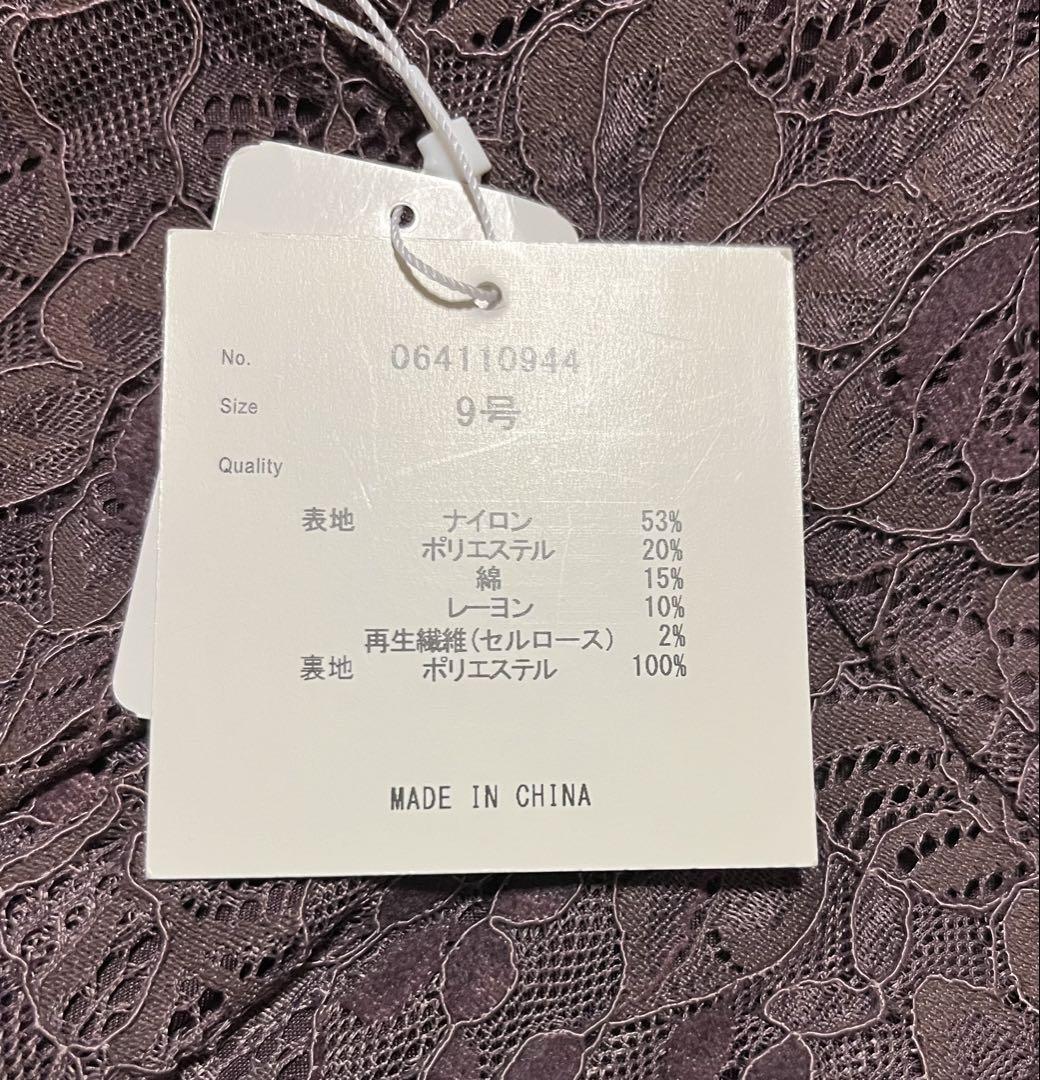 No. 064110944
Size 9号
Quality
表地 ナイロン 53%
ポリエステル 20%
綿 15%
レーヨン 10%
再生繊維(セルロース) 2%
裏地 ポリエステル 100%
MADE IN CHINA